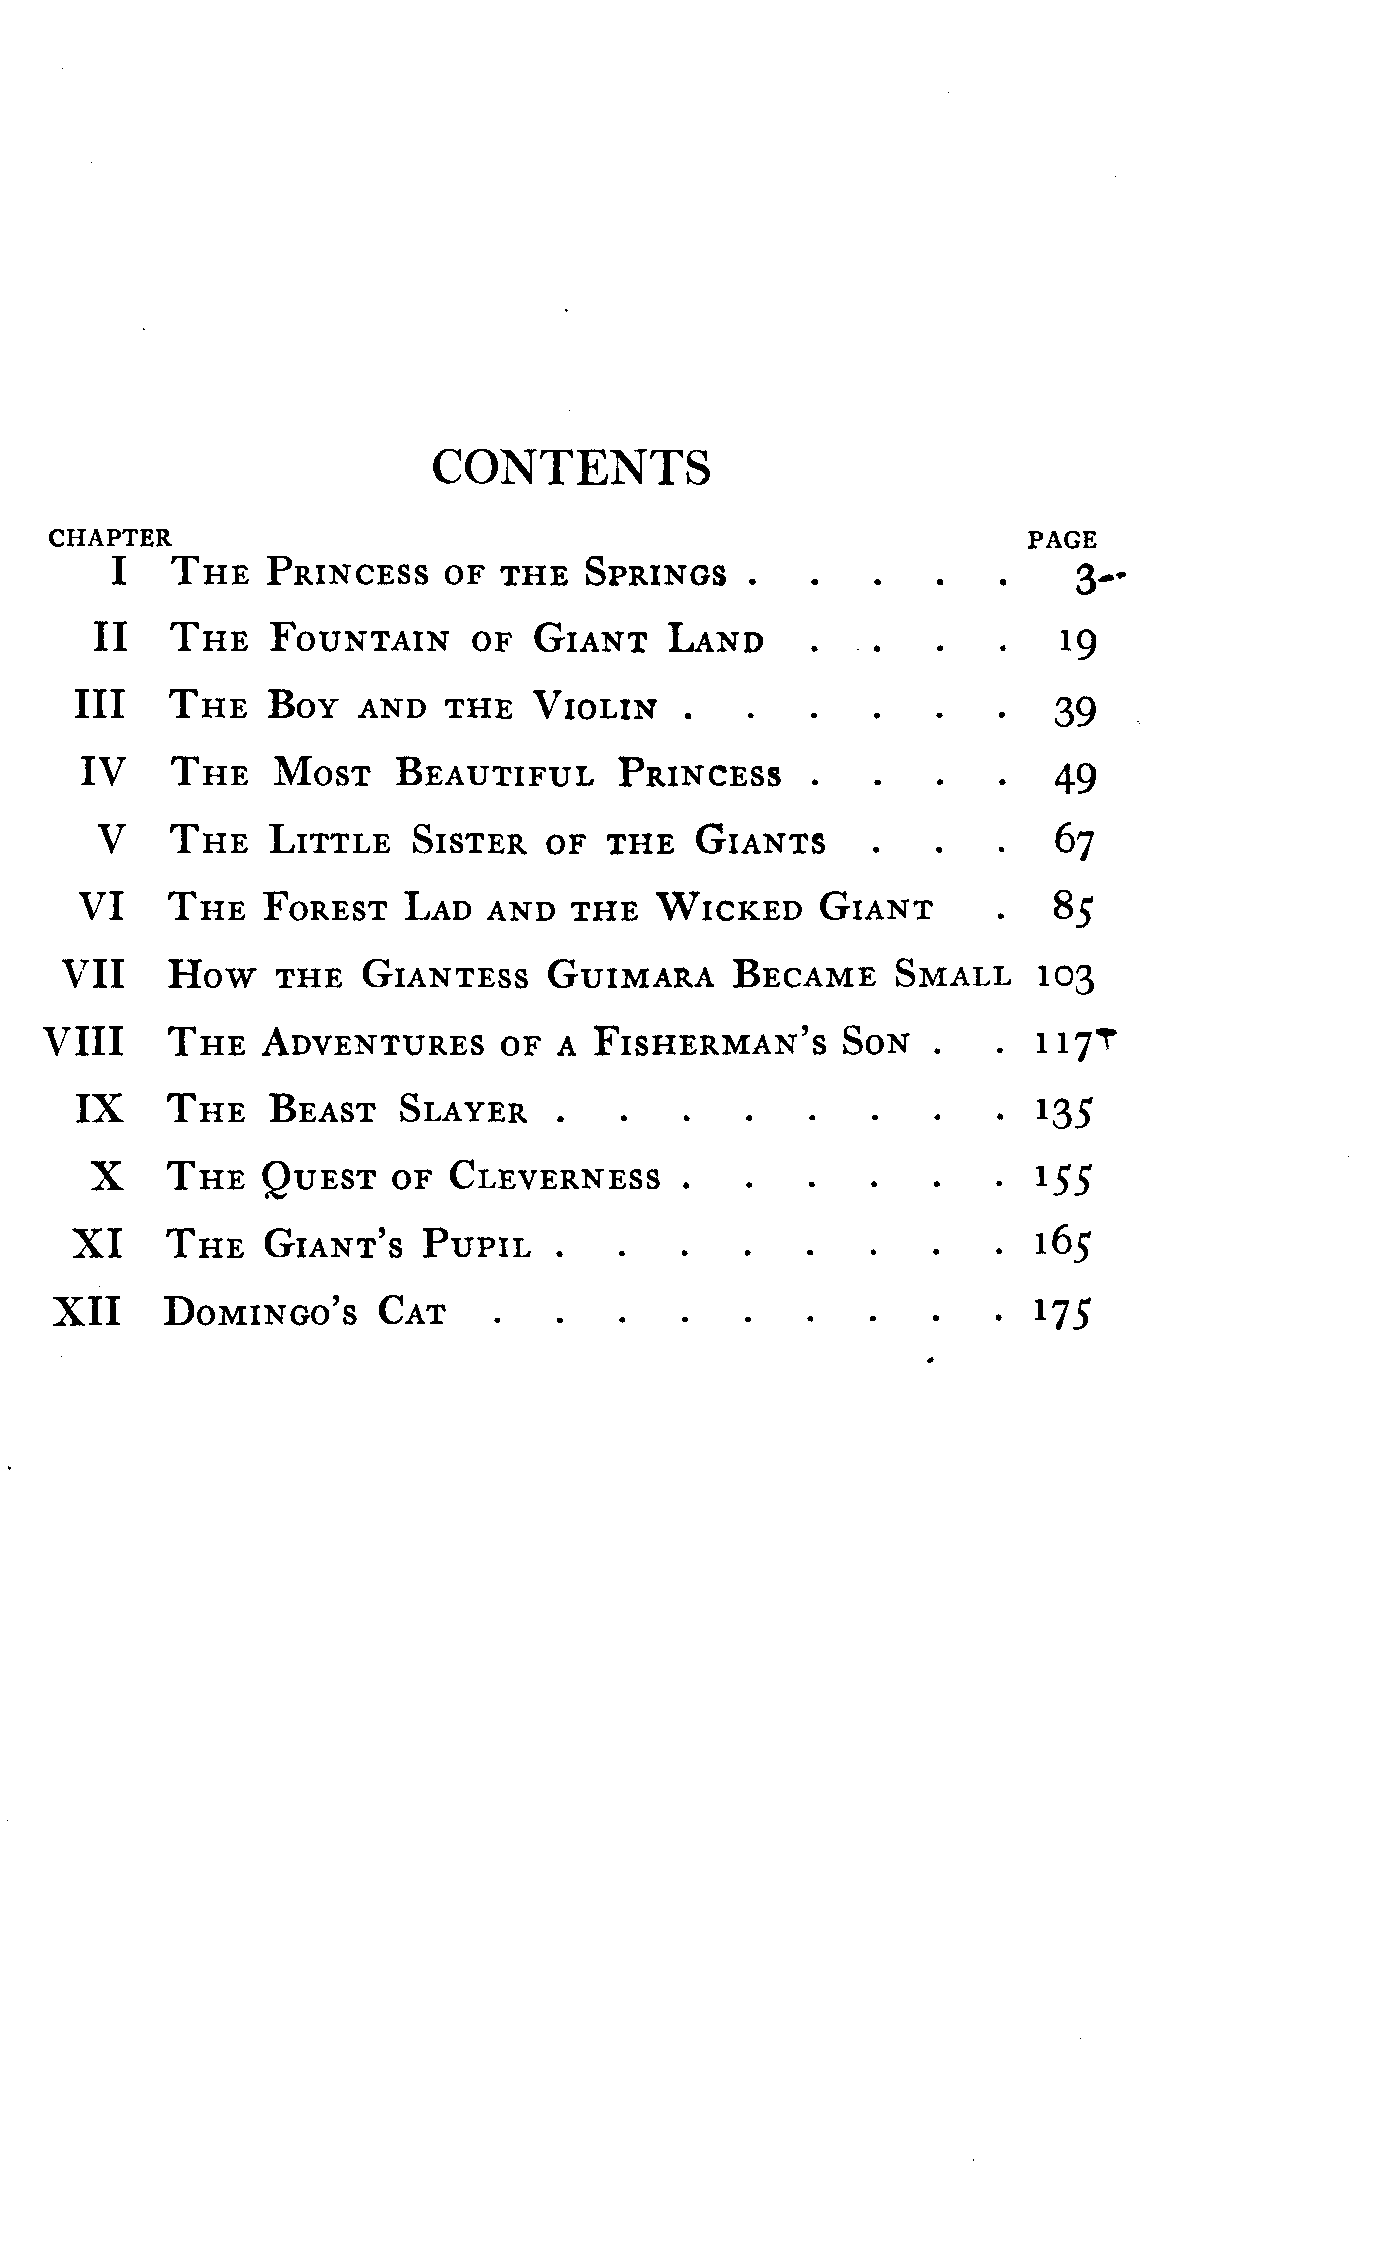 CONTENTS
CHAPTER PAGE
I The Princess of the Springs . . . . . 3
II The Fountain of Giant Land . . . . 19
III The Boy and the Violin . . . . . . 39
IV The Most Beautiful Princess . . . . 49
V The Little Sister of the Giants . . . 67
VI The Forest Lad and the Wicked Giant . 85
VII How the Giantess Guimara Became Small 103
VIII The Adventures of a Fisherman's Son . . 117
IX The Beast Slayer . . . . . . . . 135
X The Quest of Cleverness . . . . . . 155
XI The Giant's Pupil . . . . . . . . 165
XII Domingo's Cat . . . . . . . . . 175